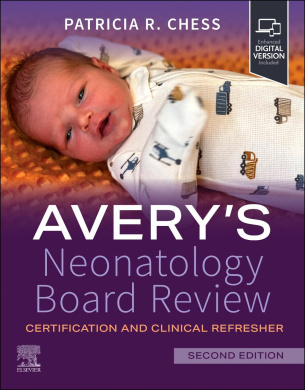 PATRICIA R. CHESS
Enhanced
DIGITAL
VERSION
Included
AVERY'S
Neonatology
Board Review
CERTIFICATION AND CLINICAL REFRESHER
ELSEVIER
SECOND EDITION